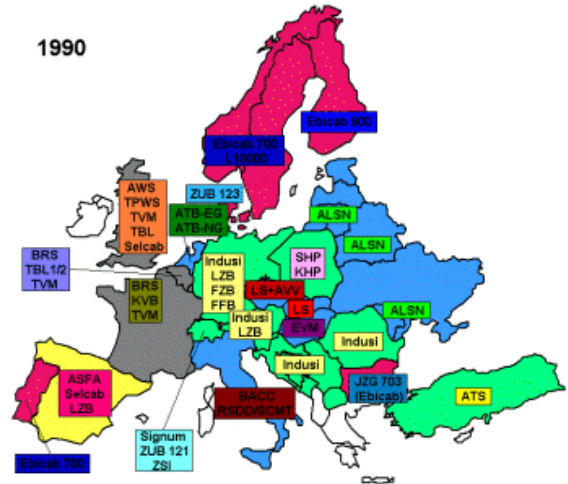 1990
Ebicab 900
Ebicab 700
L10000
AWS
TPWS
TVM
TBL
Selcab
ZUB 123
ATB-EG
ATB-NG
ALSN
ALSN
BRS
TBL1/2
TVM
Indusi
LZB
FZB
FFB
SHP
KHP
LS+AVV
LS
BRS
KVB
TVM
ALSN
Indusi
LZB
EVM
Indusi
Indusi
ASFA
Selcab
LZB
BACC
RSDD/SCMT
JZG 703
(Ebicab)
ATS
Signum
ZUB 121
ZSI
Ebicab 700